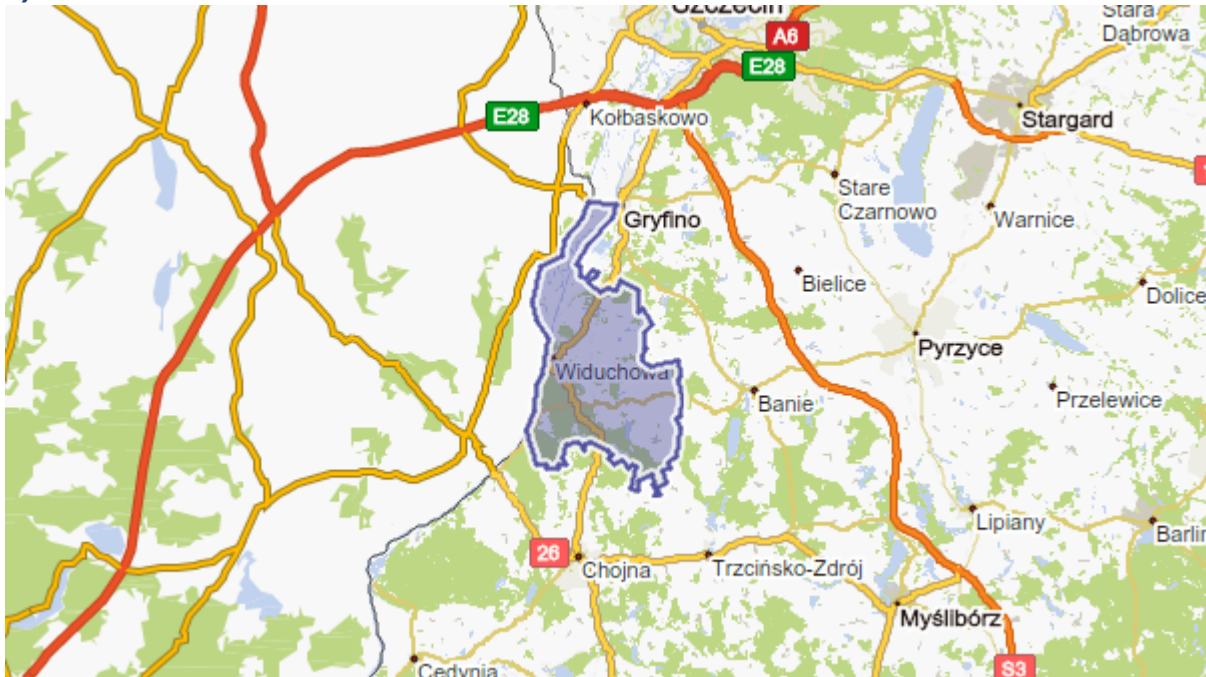 Szczecin
A6
E28
Stara
Dąbrowa
E28
Kołbaskowo
Stargard
Stare
Czarnowo
Gryfino
Warnice
Bielice
Dolice
Pyrzyce
Widuchowa
Banie
Przelewice
Lipiany
26
Chojna
Trzcińsko-Zdrój
Barlin
Myślibórz
Cedynia
S3